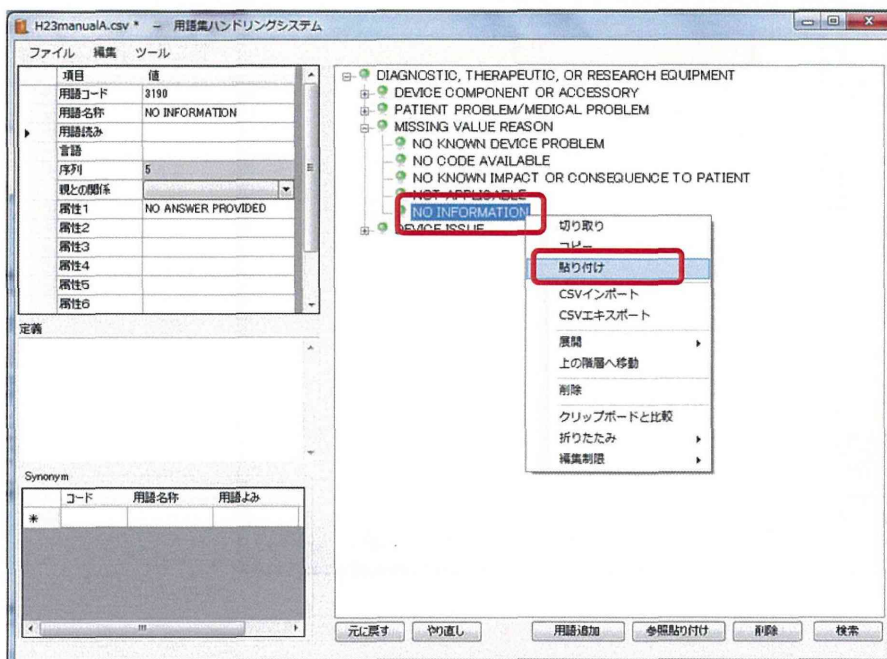 H23manualA.csv * － 用語集ハンドリングシステム
ファイル 編集 ツール
項目 値
用語コード 3190
用語名称 NO INFORMATION
用語読み
言語
序列 5
親との関係
属性1 NO ANSWER PROVIDED
属性2
属性3
属性4
属性5
属性6
定義
Synonym
コード 用語名称 用語よみ
*
DIAGNOSTIC, THERAPEUTIC, OR RESEARCH EQUIPMENT
DEVICE COMPONENT OR ACCESSORY
PATIENT PROBLEM/MEDICAL PROBLEM
MISSING VALUE REASON
NO KNOWN DEVICE PROBLEM
NO CODE AVAILABLE
NO KNOWN IMPACT OR CONSEQUENCE TO PATIENT
NOT APPLICABLE
NO INFORMATION
DEVICE ISSUE
切り取り
コピー
貼り付け
CSVインポート
CSVエキスポート
展開
上の階層へ移動
削除
クリップボードと比較
折りたたみ
編集制限
元に戻す やり直し 用語追加 参照貼り付け 削除 検索